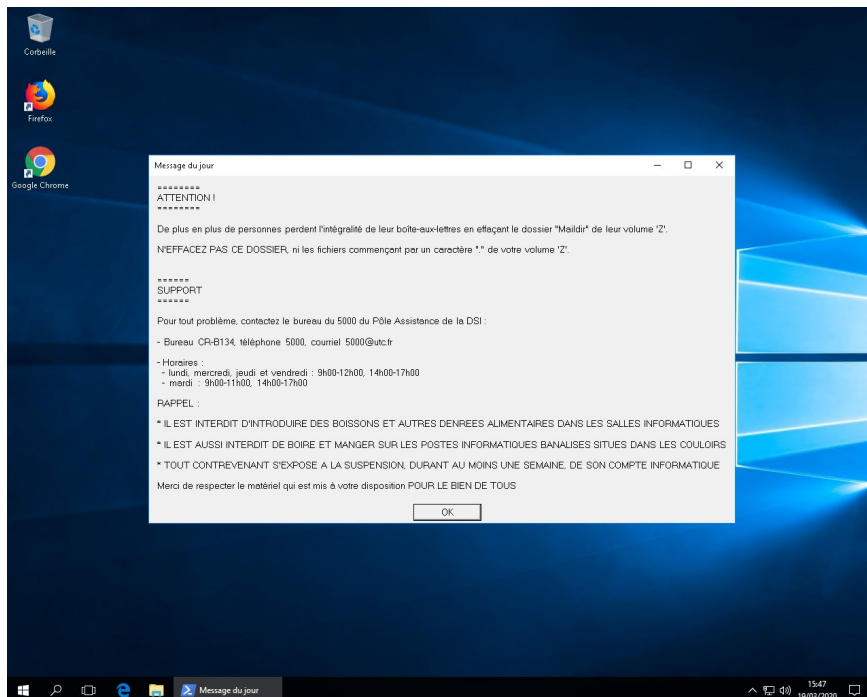 Corbeille
Firefox
Google Chrome
Message du jour
========
ATTENTION !
========
De plus en plus de personnes perdent l'intégralité de leur boîte-aux-lettres en effaçant le dossier "Maildir" de leur volume 'Z'.
N'EFFACEZ PAS CE DOSSIER, ni les fichiers commençant par un caractère "." de votre volume 'Z'.
======
SUPPORT
======
Pour tout problème, contactez le bureau du 5000 du Pôle Assistance de la DSI :
- Bureau CR-B134, téléphone 5000, courriel 5000@utc.fr
- Horaires :
- lundi, mercredi, jeudi et vendredi : 9h00-12h00, 14h00-17h00
- mardi : 9h00-11h00, 14h00-17h00
RAPPEL :
* IL EST INTERDIT D'INTRODUIRE DES BOISSONS ET AUTRES DENREES ALIMENTAIRES DANS LES SALLES INFORMATIQUES
* IL EST AUSSI INTERDIT DE BOIRE ET MANGER SUR LES POSTES INFORMATIQUES BANALISES SITUES DANS LES COULOIRS
* TOUT CONTREVENANT S'EXPOSE A LA SUSPENSION, DURANT AU MOINS UNE SEMAINE, DE SON COMPTE INFORMATIQUE
Merci de respecter le matériel qui est mis à votre disposition POUR LE BIEN DE TOUS
OK
Message du jour
15:47
19/03/2020